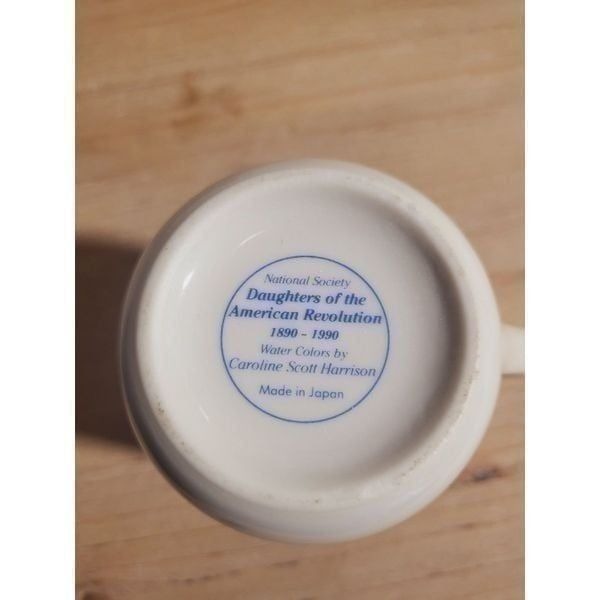 National Society
Daughters of the
American Revolution
1890 - 1990
Water Colors by
Caroline Scott Harrison
Made in Japan